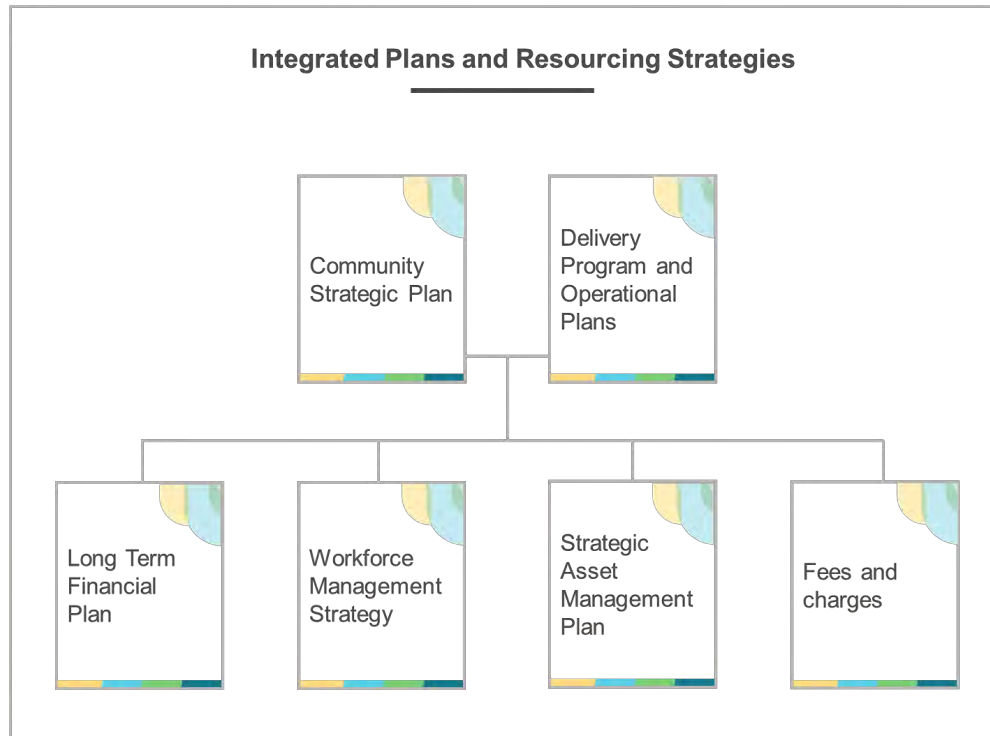 Integrated Plans and Resourcing Strategies
Community
Strategic Plan
Delivery
Program and
Operational
Plans
Long Term
Financial
Plan
Workforce
Management
Strategy
Strategic
Asset
Management
Plan
Fees and
charges